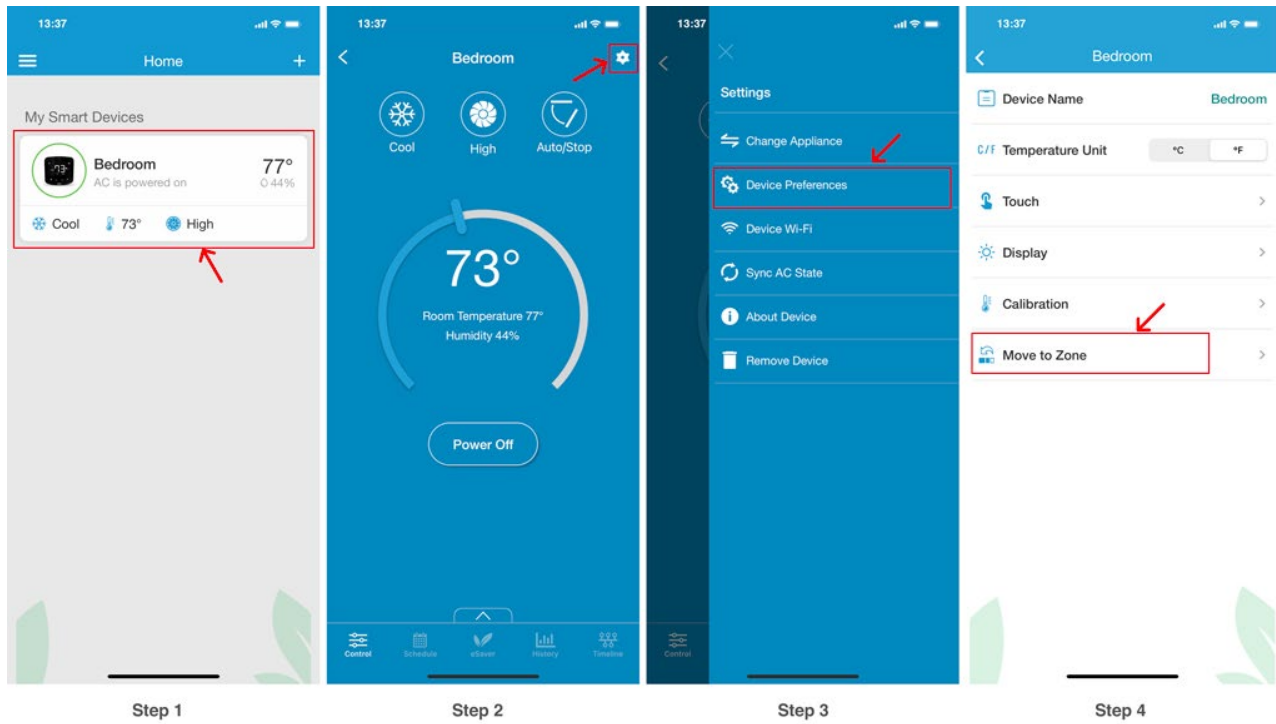 13:37
Home
+
My Smart Devices
-73-
Bedroom
AC is powered on
77°
44%
Cool
73°
High
Step 1
13:37
Bedroom
Cool
High
Auto/Stop
73°
Room Temperature 77°
Humidity 44%
Power Off
Control
Schedule
eSaver
History
Timeline
Step 2
13:37
Settings
Change Appliance
Device Preferences
Device Wi-Fi
Sync AC State
About Device
Remove Device
Control
Step 3
13:37
Bedroom
Device Name
Bedroom
C/F Temperature Unit
°C
°F
Touch
Display
Calibration
Move to Zone
Step 4